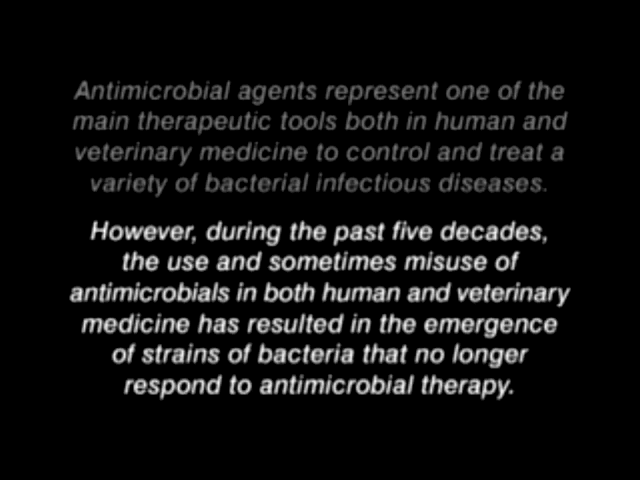 Antimicrobial agents represent one of the
main therapeutic tools both in human and
veterinary medicine to control and treat a
variety of bacterial infectious diseases.
However, during the past five decades,
the use and sometimes misuse of
antimicrobials in both human and veterinary
medicine has resulted in the emergence
of strains of bacteria that no longer
respond to antimicrobial therapy.